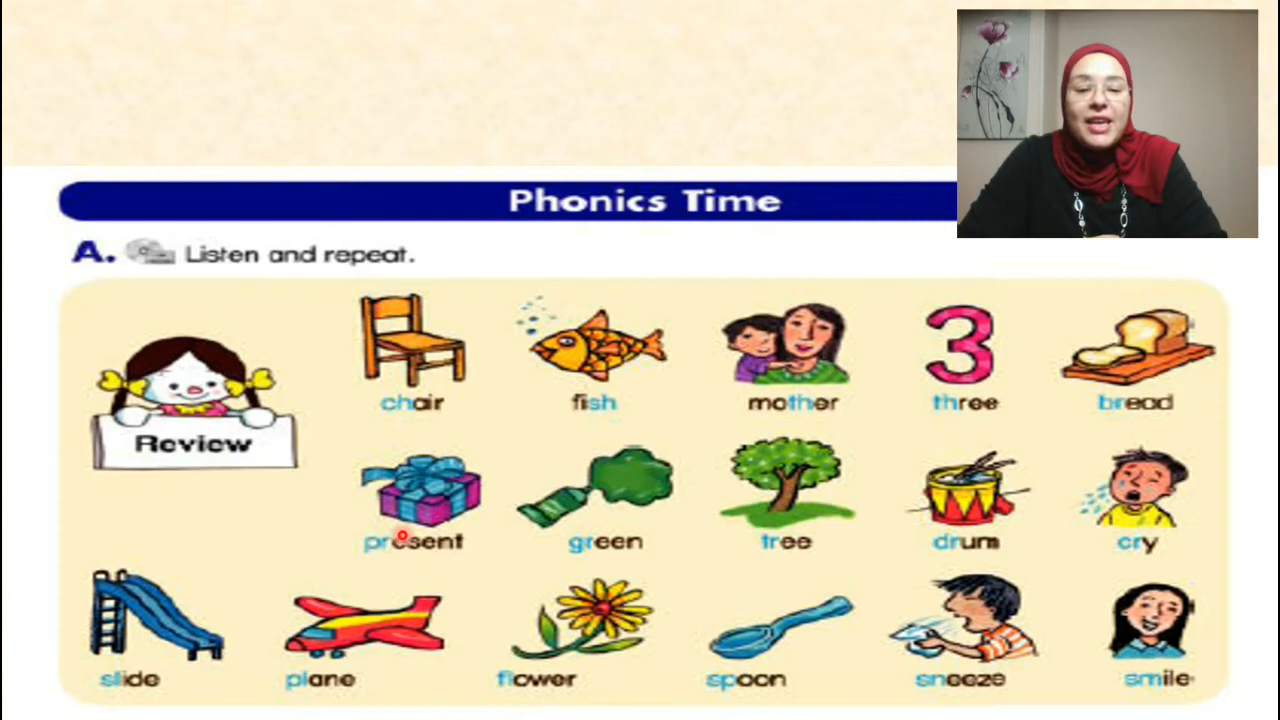 Phonics Time
A. Listen and repeat.
chair fish mother three bread
Review
present green tree drum cry
slide plane flower spoon sneeze smile